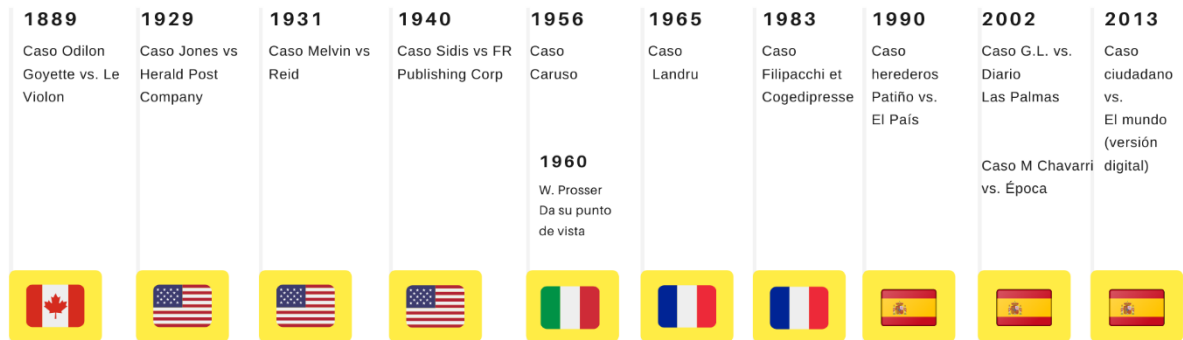 1889
Caso Odilon
Goyette vs. Le
Violon
1929
Caso Jones vs
Herald Post
Company
1931
Caso Melvin vs
Reid
1940
Caso Sidis vs FR
Publishing Corp
1956
Caso
Caruso
1960
W. Prosser
Da su punto
de vista
1965
Caso
Landru
1983
Caso
Filipacchi et
Cogedipresse
1990
Caso
herederos
Patiño vs.
El País
2002
Caso G.L. vs.
Diario
Las Palmas
Caso M Chavarri
vs. Época
2013
Caso
ciudadano
vs.
El mundo
(versión
digital)